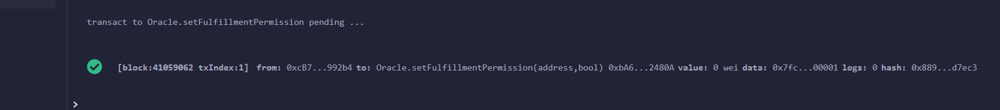 transact to Oracle.setFulfillmentPermission pending ...
[block:41059062 txIndex:1] from: 0xcB7...992b4 to: Oracle.setFulfillmentPermission(address,bool) 0xbA6...2480A value: 0 wei data: 0x7fc...00001 logs: 0 hash: 0x889...d7ec3
>